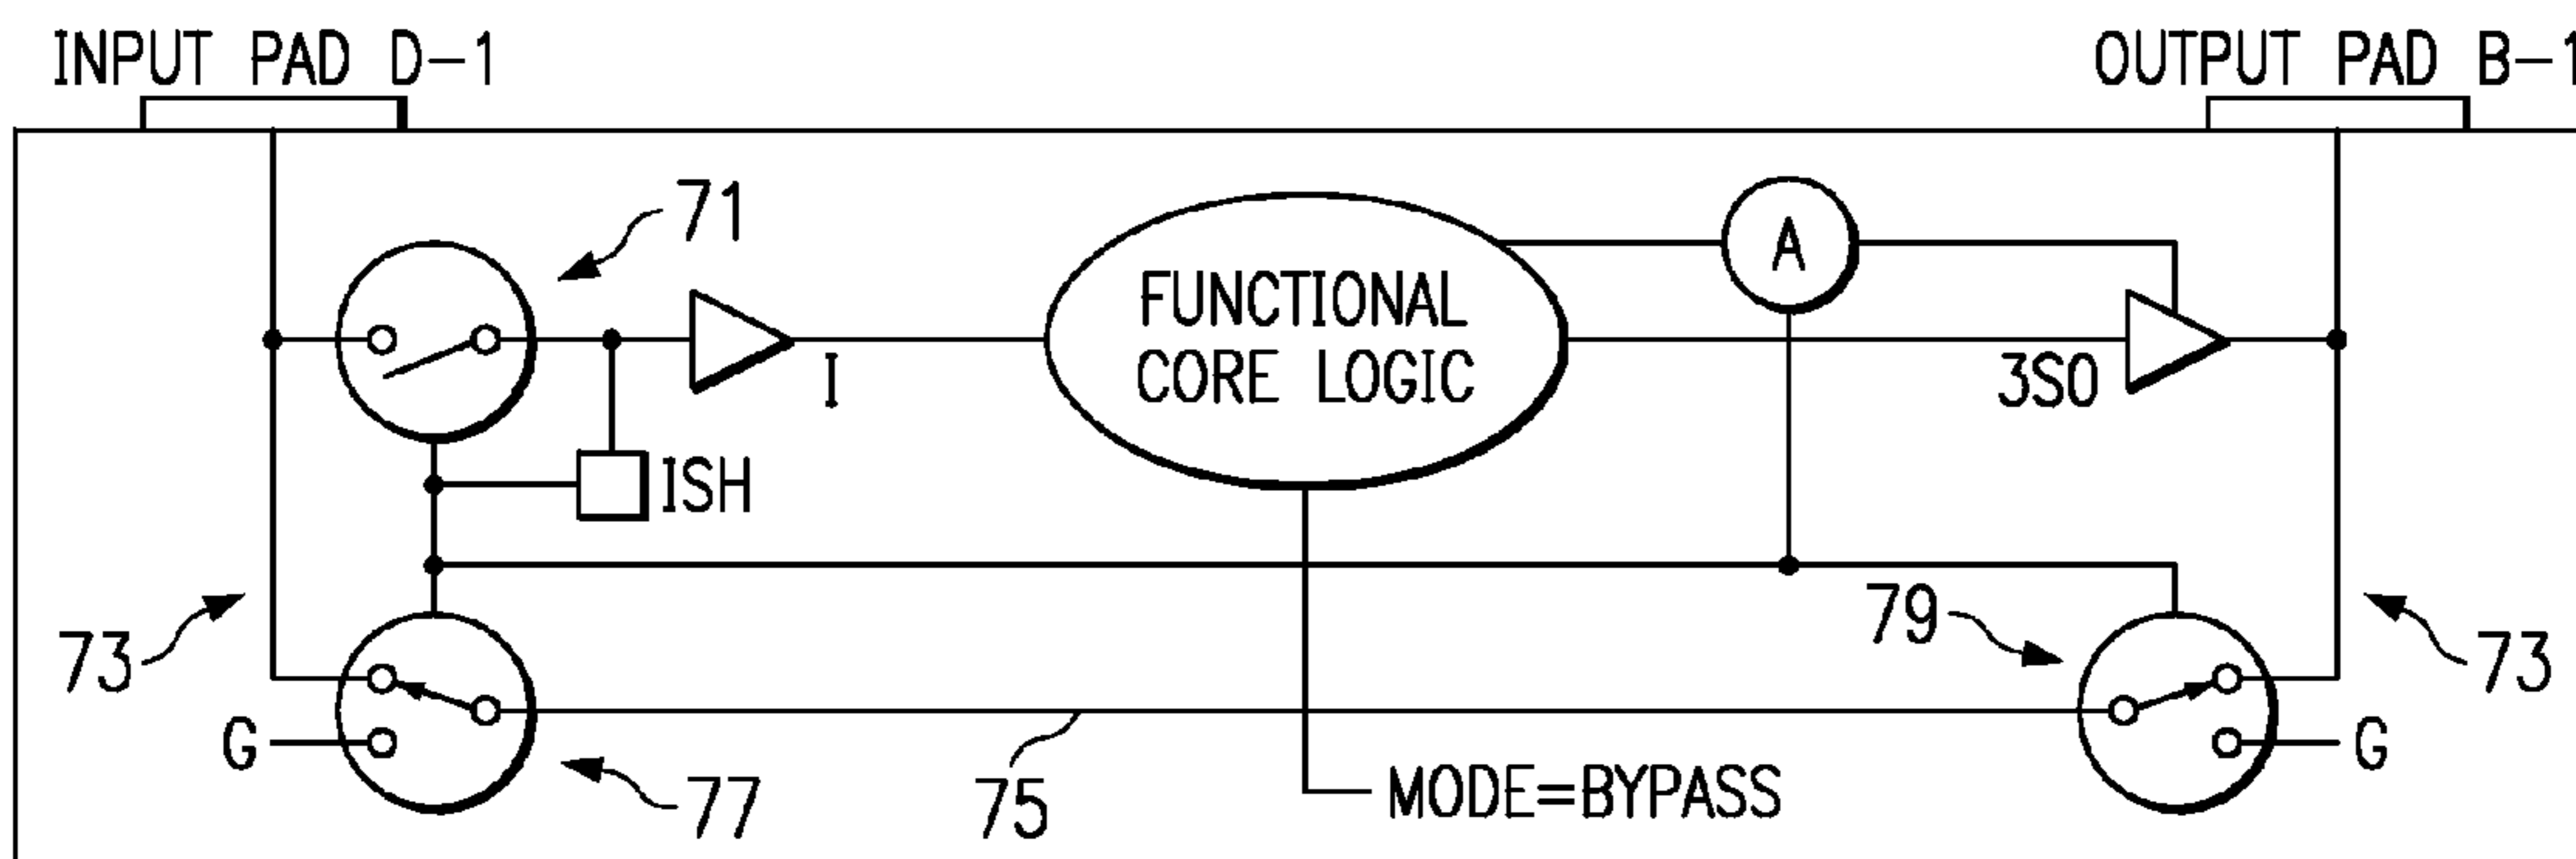 INPUT PAD D-1
OUTPUT PAD B-1
71
A
FUNCTIONAL
CORE LOGIC
I
3SO
ISH
73
79
73
G
G
77
75
MODE=BYPASS